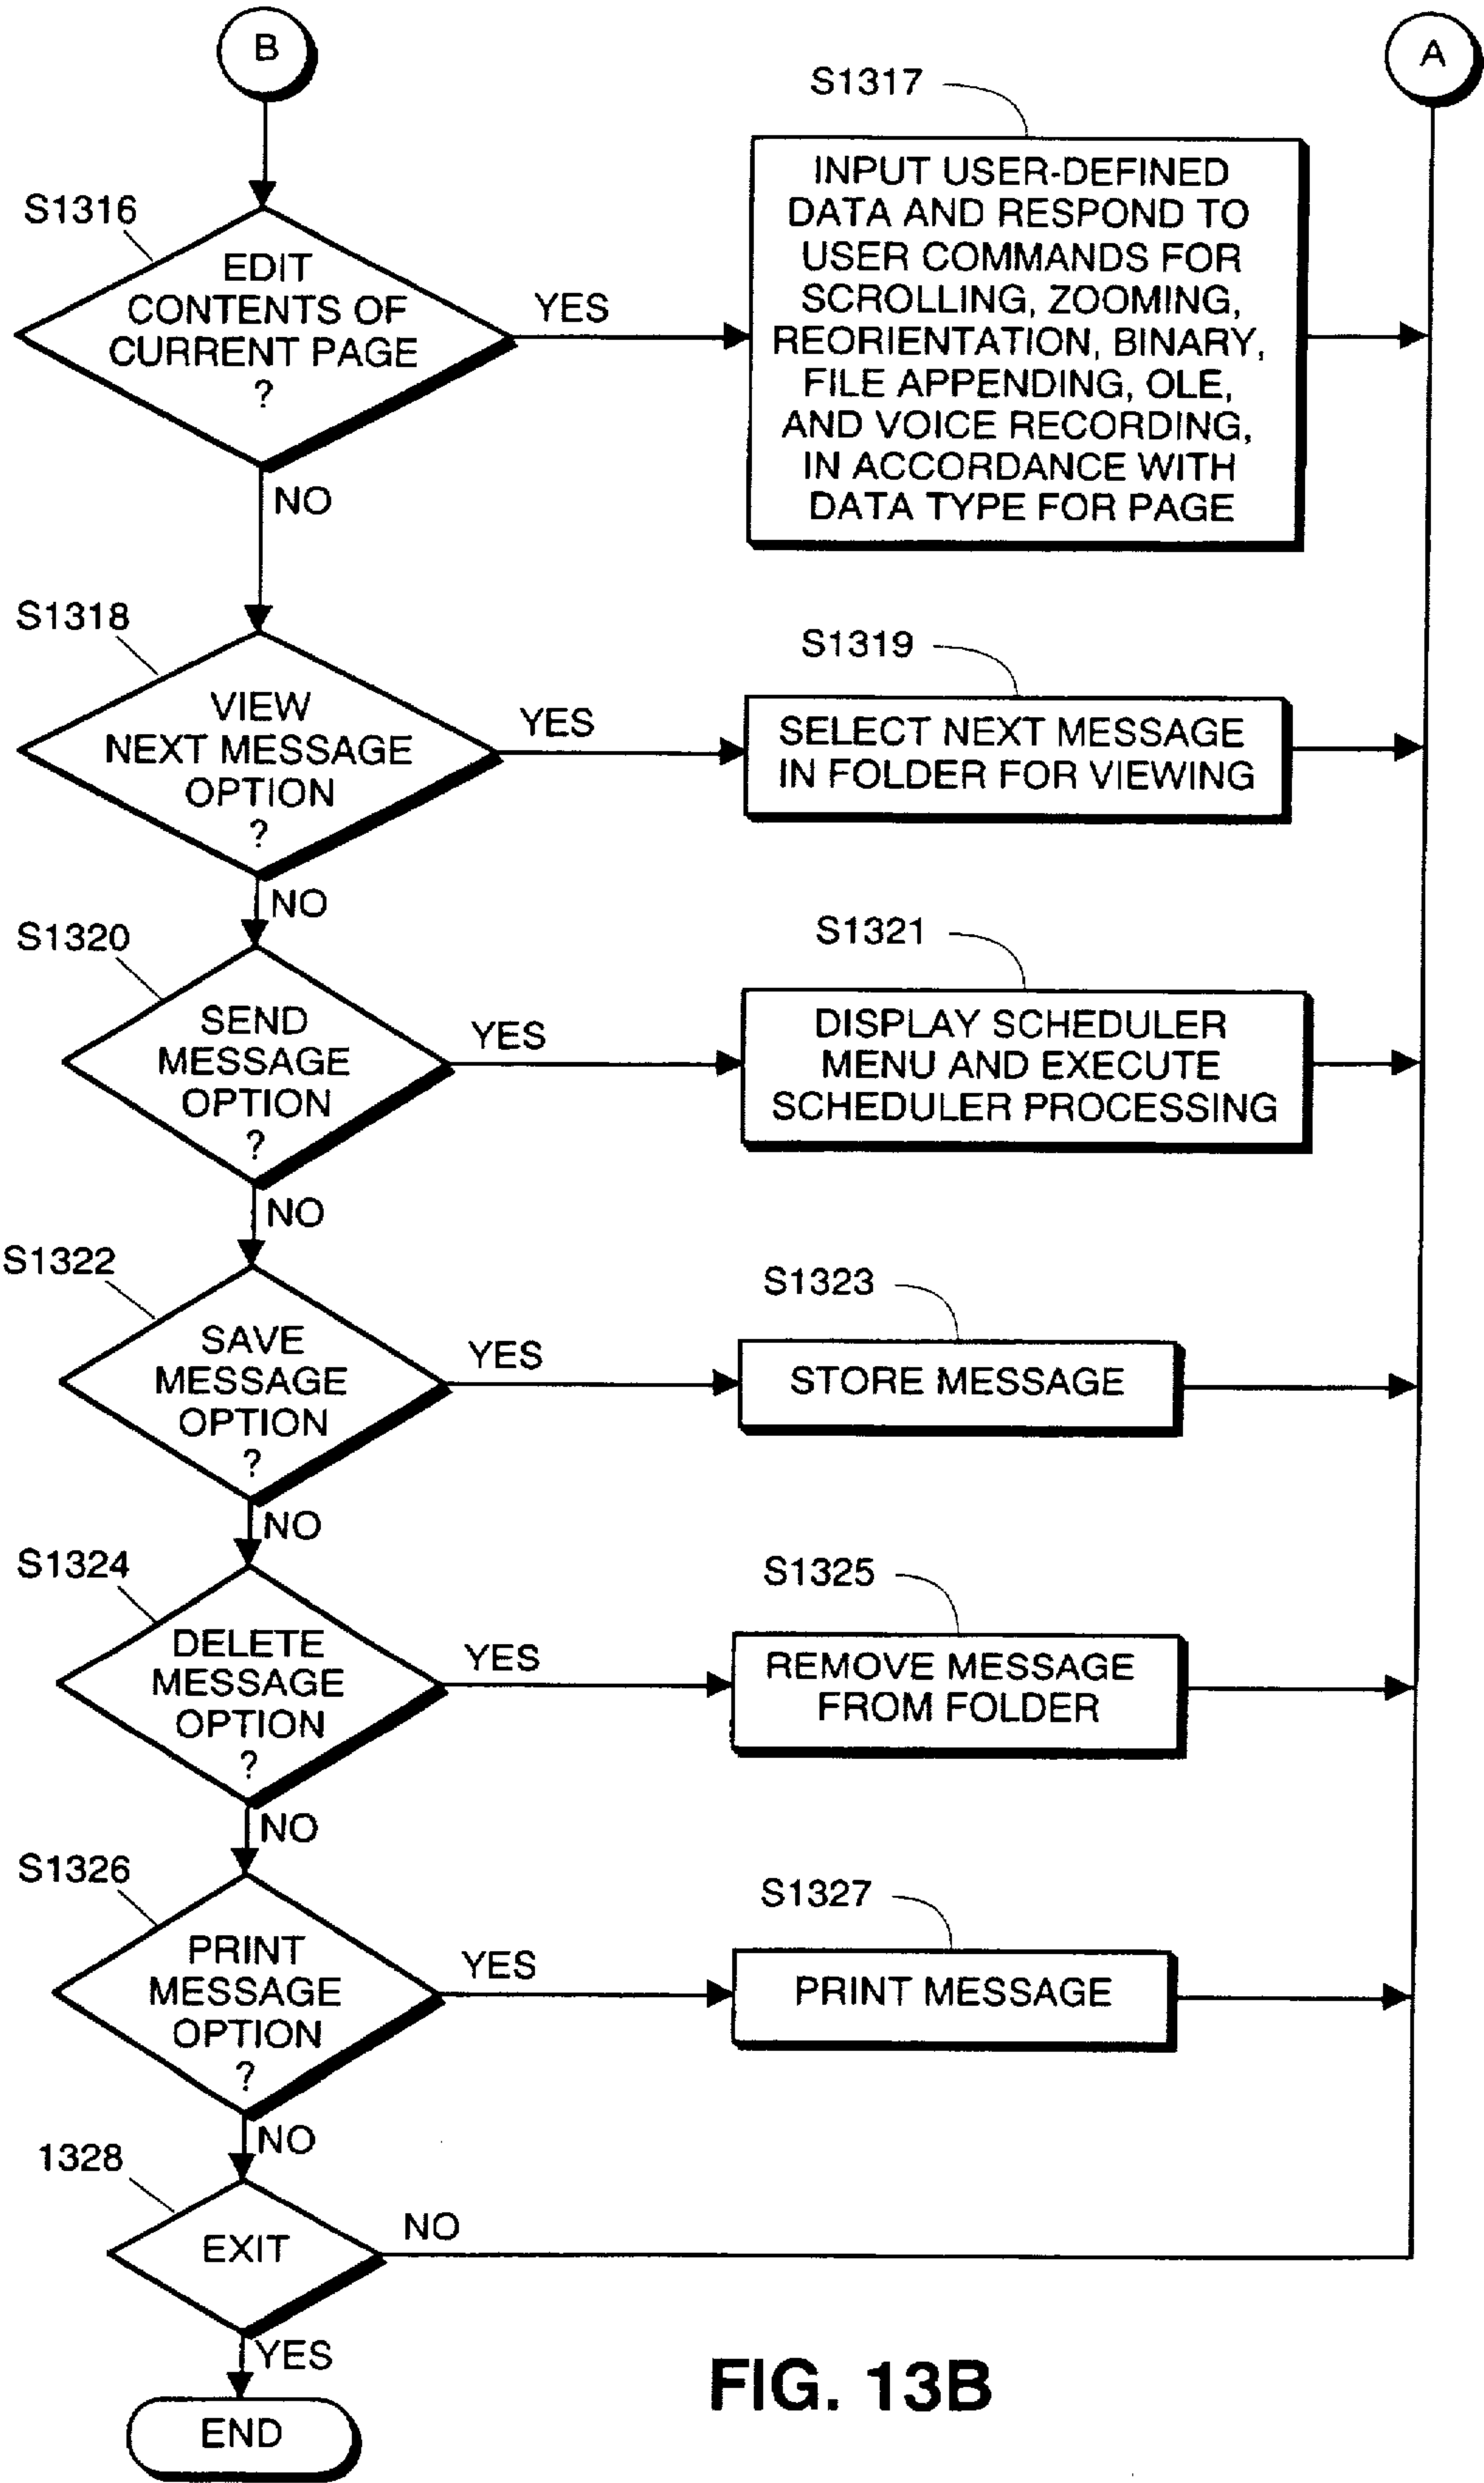 B
A
S1317
INPUT USER-DEFINED
DATA AND RESPOND TO
USER COMMANDS FOR
SCROLLING, ZOOMING,
REORIENTATION, BINARY,
FILE APPENDING, OLE,
AND VOICE RECORDING,
IN ACCORDANCE WITH
DATA TYPE FOR PAGE
S1316
EDIT
CONTENTS OF
CURRENT PAGE
?
YES
NO
S1318
VIEW
NEXT MESSAGE
OPTION
?
YES
S1319
SELECT NEXT MESSAGE
IN FOLDER FOR VIEWING
NO
S1320
SEND
MESSAGE
OPTION
?
YES
S1321
DISPLAY SCHEDULER
MENU AND EXECUTE
SCHEDULER PROCESSING
NO
S1322
SAVE
MESSAGE
OPTION
?
YES
S1323
STORE MESSAGE
NO
S1324
DELETE
MESSAGE
OPTION
?
YES
S1325
REMOVE MESSAGE
FROM FOLDER
NO
S1326
PRINT
MESSAGE
OPTION
?
YES
S1327
PRINT MESSAGE
NO
1328
EXIT
NO
YES
END
FIG. 13B